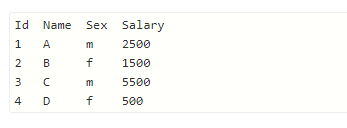 Id Name Sex Salary
1 A m 2500
2 B f 1500
3 C m 5500
4 D f 500